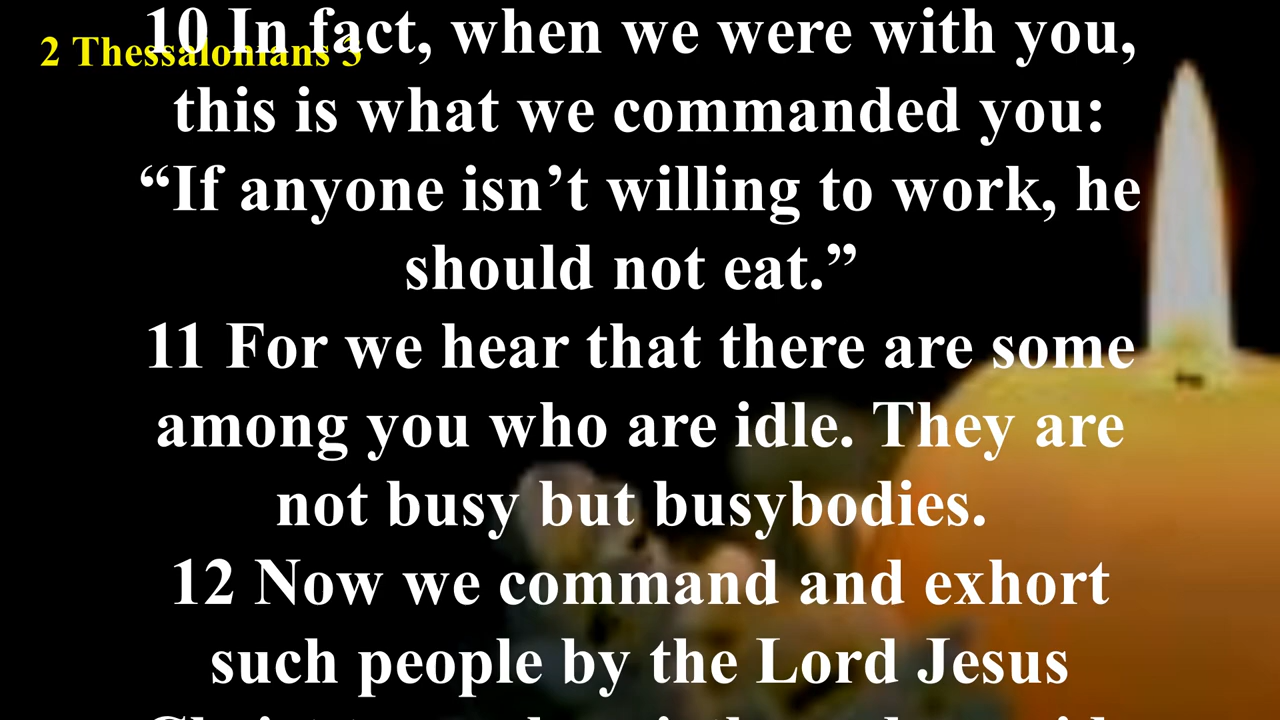 2 Thessalonians 3
10 In fact, when we were with you,
this is what we commanded you:
“If anyone isn’t willing to work, he
should not eat.”
11 For we hear that there are some
among you who are idle. They are
not busy but busybodies.
12 Now we command and exhort
such people by the Lord Jesus